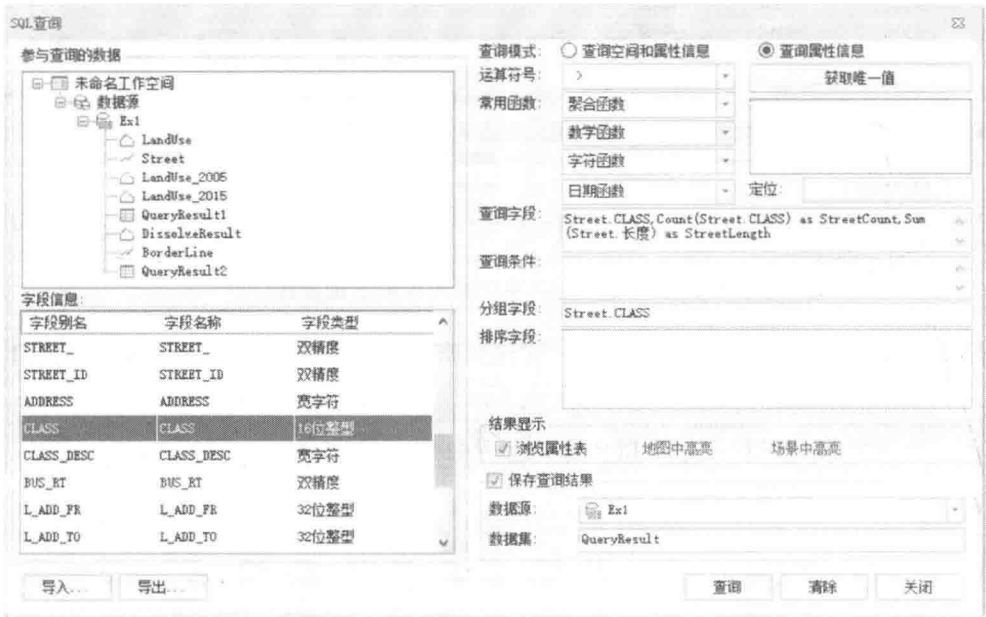 SQL查询
参与查询的数据
未命名工作空间
数据源
Ex1
LandUse
Street
LandUse_2005
LandUse_2015
QueryResult1
DissolveResult
BorderLine
QueryResult2
字段信息:
字段别名 字段名称 字段类型
STREET_ STREET_ 双精度
STREET_ID STREET_ID 双精度
ADDRESS ADDRESS 宽字符
CLASS CLASS 16位整型
CLASS_DESC CLASS_DESC 宽字符
BUS_RT BUS_RT 双精度
L_ADD_FR L_ADD_FR 32位整型
L_ADD_TO L_ADD_TO 32位整型
导入... 导出...
查询模式: 查询空间和属性信息 查询属性信息
运算符号: > 获取唯一值
常用函数: 聚合函数
数学函数
字符函数
日期函数 定位:
查询字段: Street.CLASS,Count(Street.CLASS) as StreetCount,Sum
(Street.长度) as StreetLength
查询条件:
分组字段: Street.CLASS
排序字段:
结果显示
浏览属性表 地图中高亮 场景中高亮
保存查询结果
数据源: Ex1
数据集: QueryResult
查询 清除 关闭